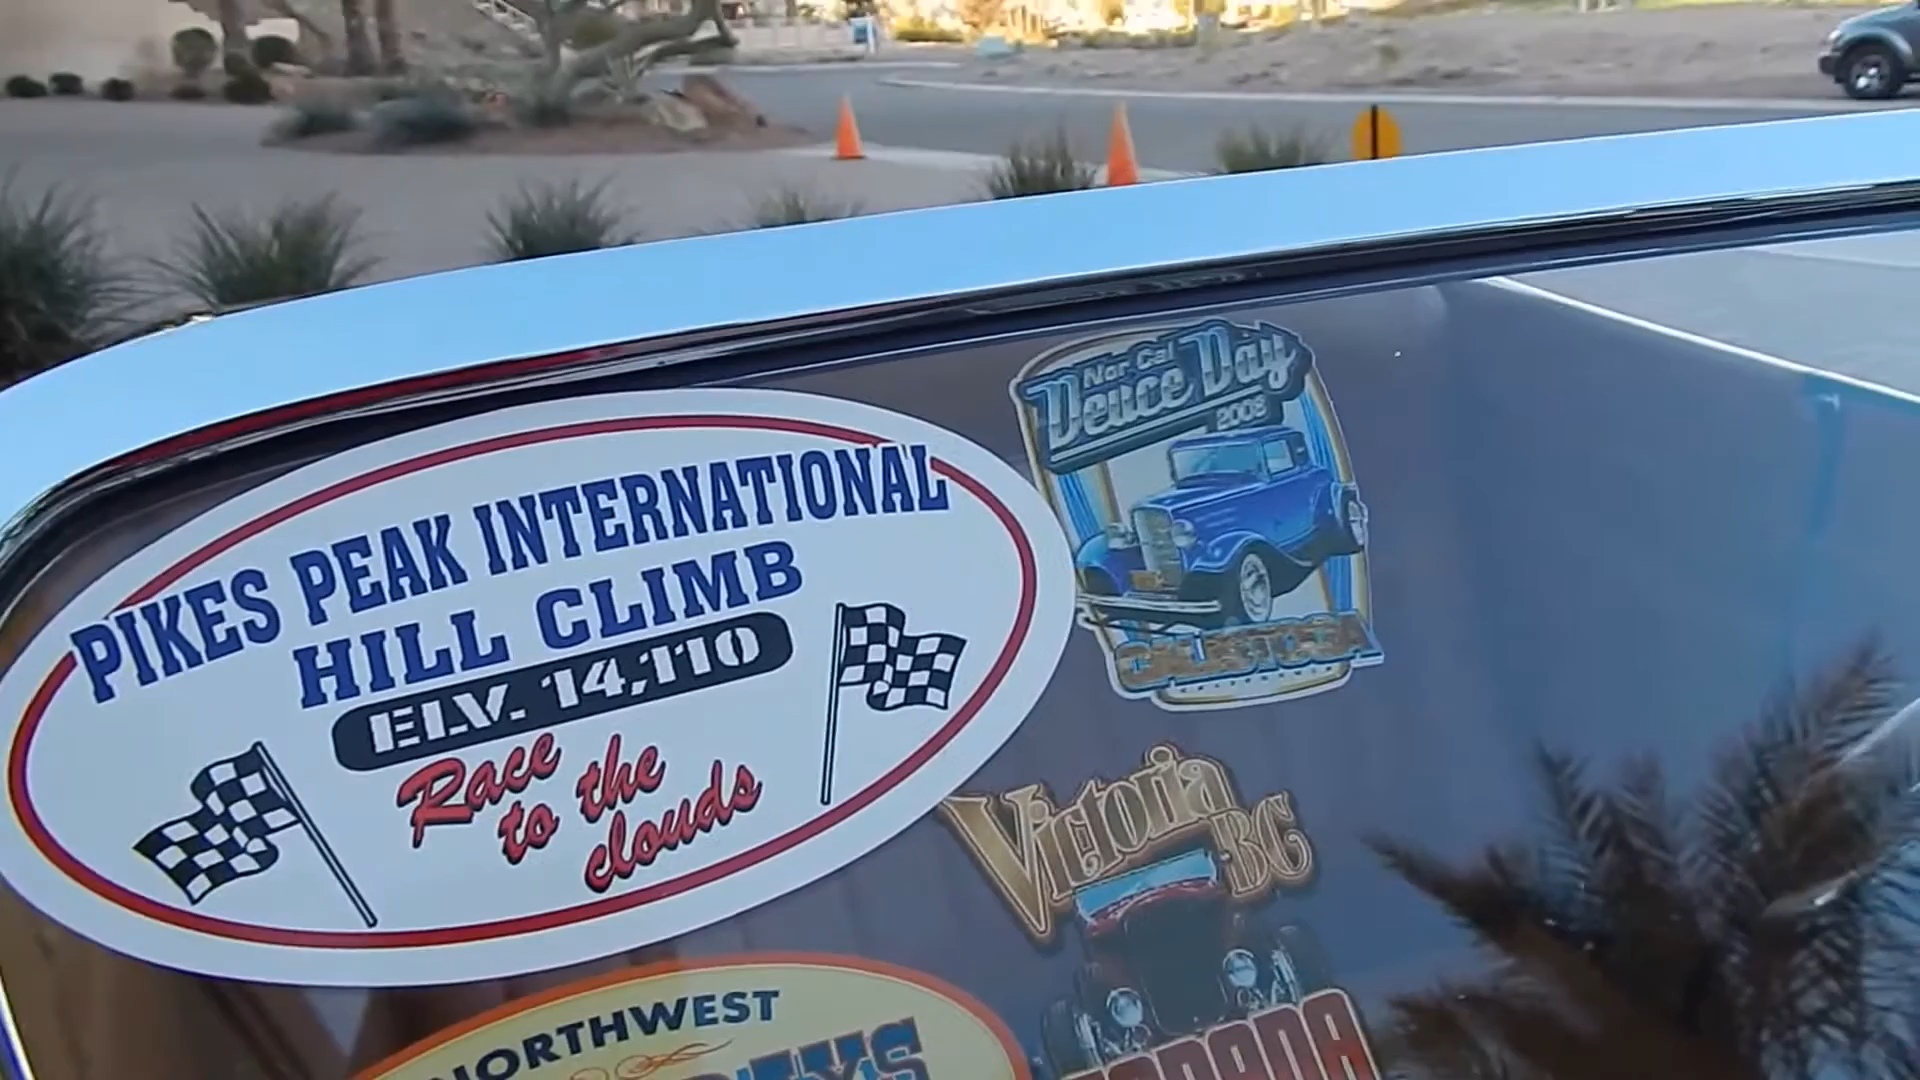 PIKES PEAK INTERNATIONAL
HILL CLIMB
ELV. 14,110
Race
to the
clouds
Nor Cal
Deuce Day
2008
CALISTOGA
Victoria
BC
NORTHWEST